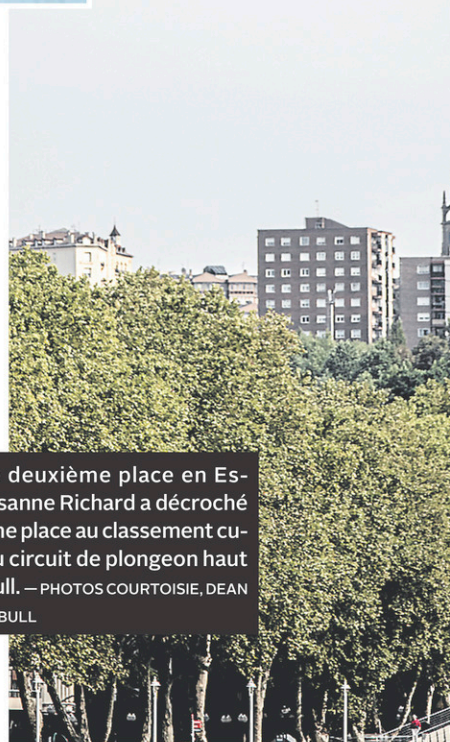 deuxième place en Es-
sanne Richard a décroché
ne place au classement cu-
u circuit de plongeon haut
ull. — PHOTOS COURTOISIE, DEAN
BULL